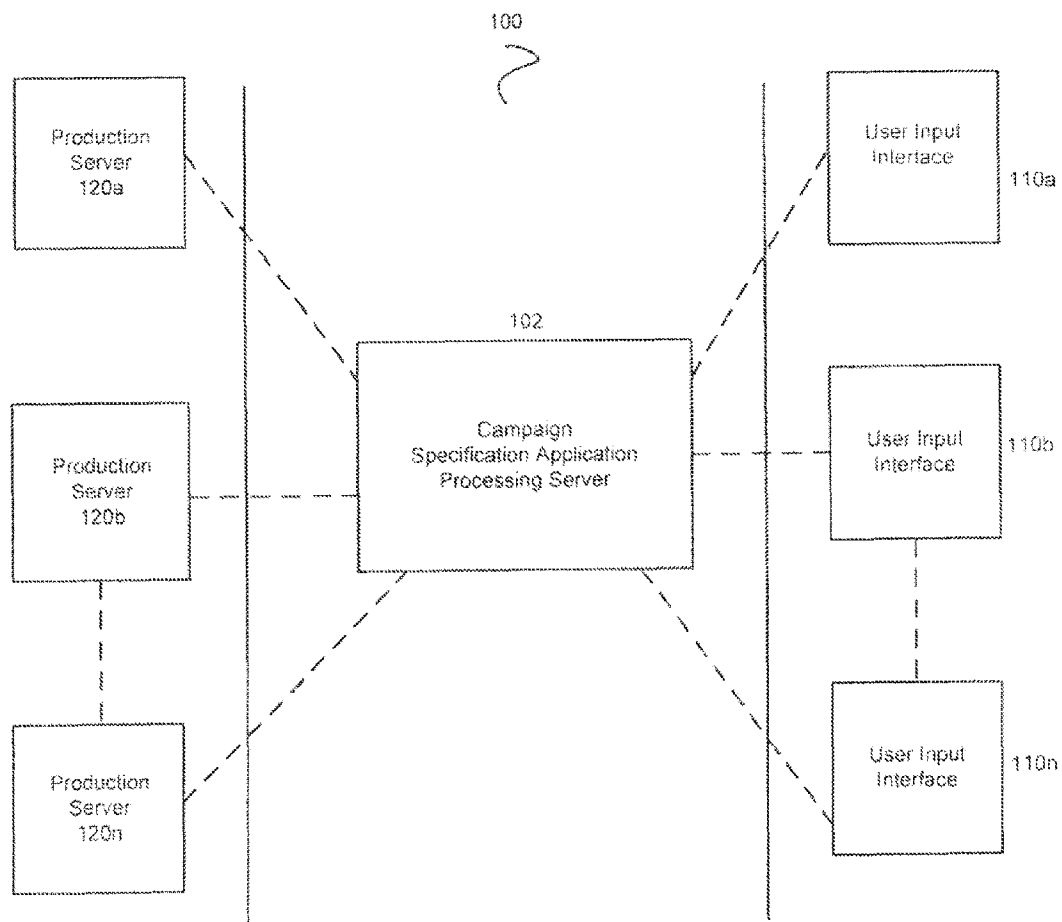 100
Production
Server
120a
User Input
Interface
110a
102
Campaign
Specification Application
Processing Server
Production
Server
120b
User Input
Interface
110b
Production
Server
120n
User Input
Interface
110n